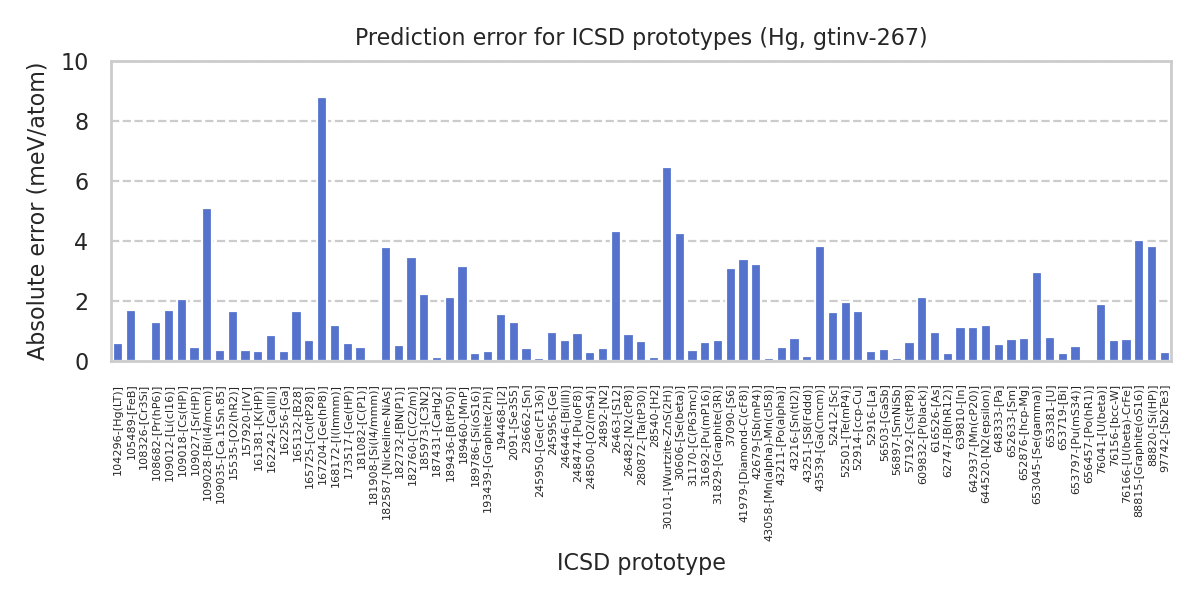 Prediction error for ICSD prototypes (Hg, gtinv-267)
Absolute error (meV/atom)
10
8
6
4
2
0
104296-[Hg(LT)]
105489-[FeB]
108326-[Cr3Si]
108682-[Pr(hP6)]
109012-[Li(cI16)]
109018-[Cs(HP)]
109027-[Sr(HP)]
109028-[Bi(I4/mcm)]
109035-[Ca.15Sn.85]
15535-[O2(hR2)]
157920-[IrV]
161381-[K(HP)]
162242-[Ca(III)]
162256-[Ga]
165132-[B28]
165725-[Co(tP28)]
167204-[Ge(hP8)]
168172-[I(Immm)]
173517-[Ge(HP)]
181082-[C(P1)]
181908-[Si(I4/mmm)]
182587-[Nickeline-NiAs]
182732-[BN(P1)]
182760-[C(C2/m)]
185973-[C3N2]
187431-[CaHg2]
189436-[B(tP50)]
189460-[MnP]
189786-[Si(oS16)]
193439-[Graphite(2H)]
194468-[I2]
2091-[Se3S5]
236662-[Sn]
245950-[Ge(cF136)]
245956-[Ge]
246446-[Bi(III)]
248474-[Pu(oF8)]
248500-[O2(mS4)]
24892-[N2]
26463-[S12]
26482-[N2(cP8)]
280872-[Ta(tP30)]
28540-[H2]
30101-[Wurtzite-ZnS(2H)]
30606-[Se(beta)]
31170-[C(P63mc)]
31692-[Pu(mP16)]
31829-[Graphite(3R)]
37090-[S6]
41979-[Diamond-C(cF8)]
42679-[Sb(mP4)]
43058-[Mn(alpha)-Mn(cI58)]
43211-[Po(alpha)]
43216-[Sn(tI2)]
43251-[S8(Fddd)]
43539-[Ga(Cmcm)]
52412-[Sc]
52501-[Te(mP4)]
52914-[ccp-Cu]
52916-[La]
56503-[GaSb]
56897-[SmNiSb]
57192-[Cs(tP8)]
609832-[P(black)]
616526-[As]
62747-[B(hR12)]
639810-[In]
642937-[Mn(cP20)]
644520-[N2(epsilon)]
648333-[Pa]
652633-[Sm]
652876-[hcp-Mg]
653045-[Se(gamma)]
653381-[U]
653719-[Bi]
653797-[Pu(mS34)]
656457-[Po(hR1)]
76041-[U(beta)]
76156-[bcc-W]
76166-[U(beta)-CrFe]
88815-[Graphite(oS16)]
88820-[Si(HP)]
97742-[Sb2Te3]
ICSD prototype